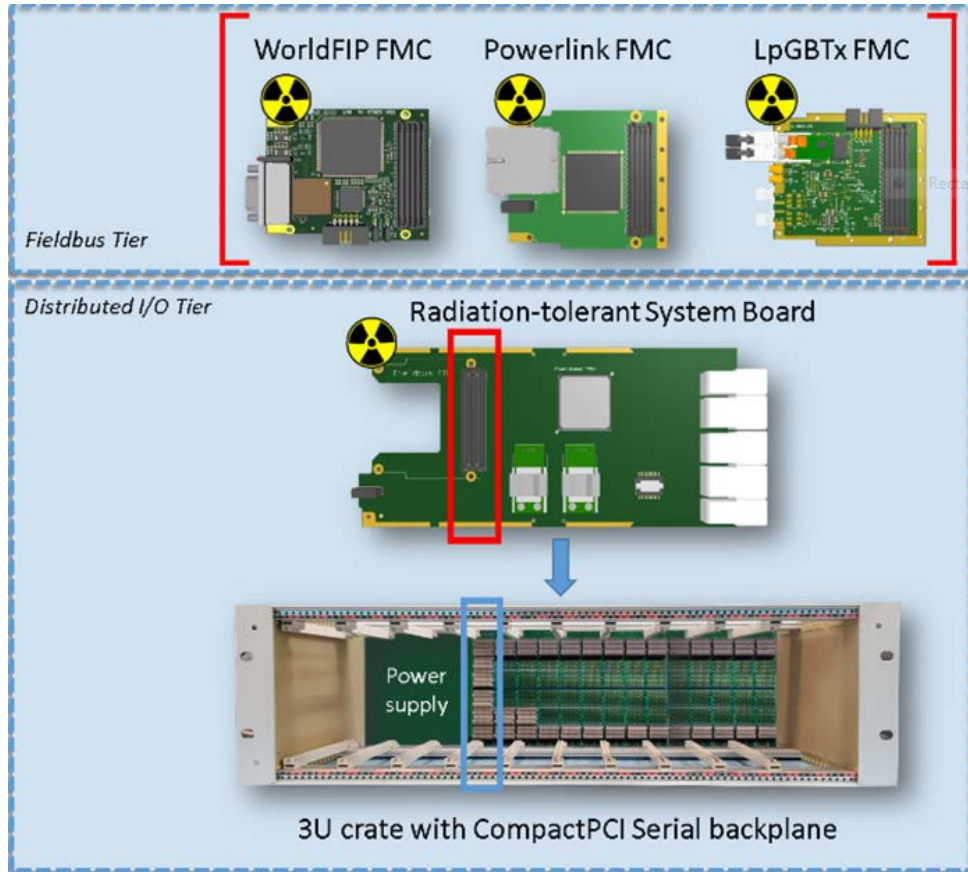 WorldFIP FMC
Powerlink FMC
LpGBTx FMC
Recta
Fieldbus Tier
Distributed I/O Tier
Radiation-tolerant System Board
Power
supply
3U crate with CompactPCI Serial backplane